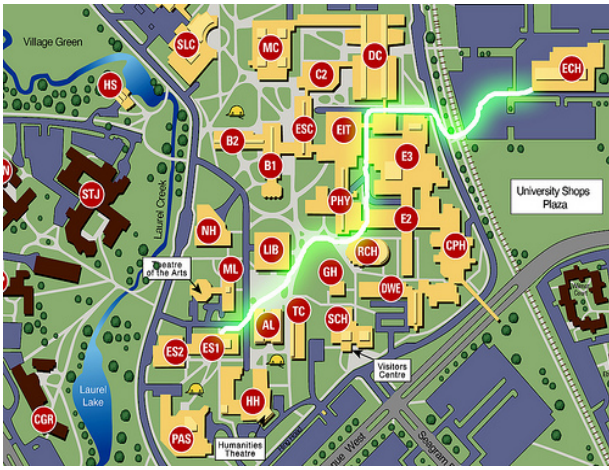 Village Green
SLC
MC
DC
ECH
C2
HS
ESC
EIT
B2
E3
B1
STJ
PHY
University Shops
Plaza
Laurel Creek
NH
E2
CPH
LIB
RCH
Theatre
of the Arts
ML
GH
DWE
TC
AL
SCH
ES2
ES1
Visitors
Centre
Laurel
Lake
HH
CGR
PAS
Humanities
Theatre
Seagram